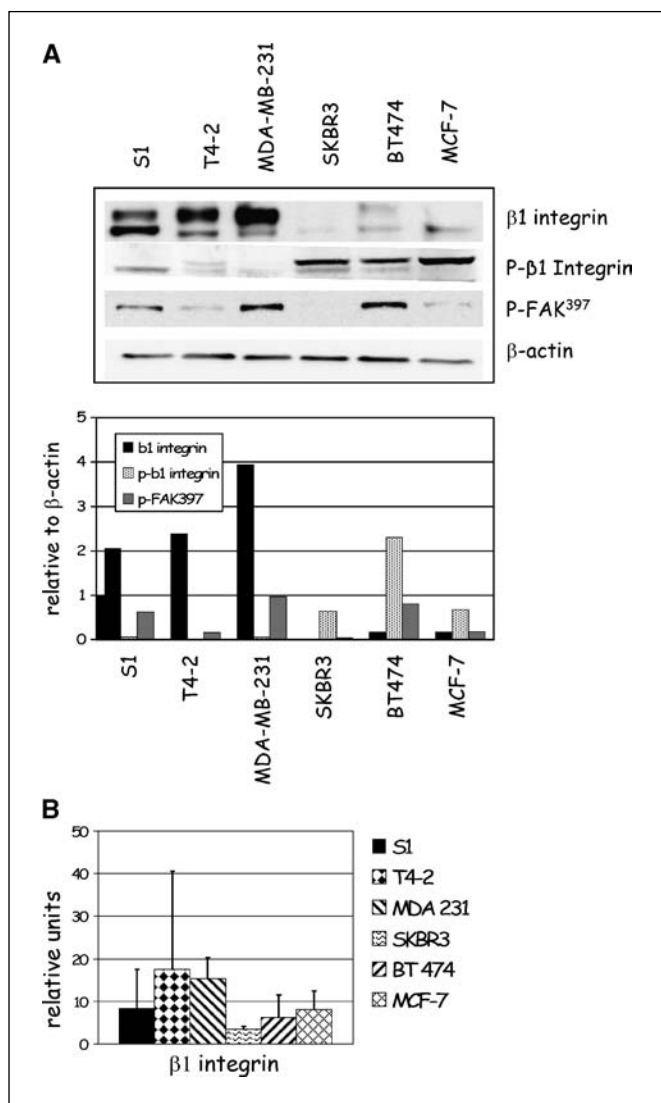 A
S1 T4-2 MDA-MB-231 SKBR3 BT474 MCF-7
β1 integrin
P-β1 Integrin
P-FAK397
β-actin
5
4
3
2
1
0
relative to β-actin
b1 integrin
p-b1 integrin
p-FAK397
S1 T4-2 MDA-MB-231 SKBR3 BT474 MCF-7
B
50
40
30
20
10
0
relative units
β1 integrin
S1
T4-2
MDA 231
SKBR3
BT 474
MCF-7